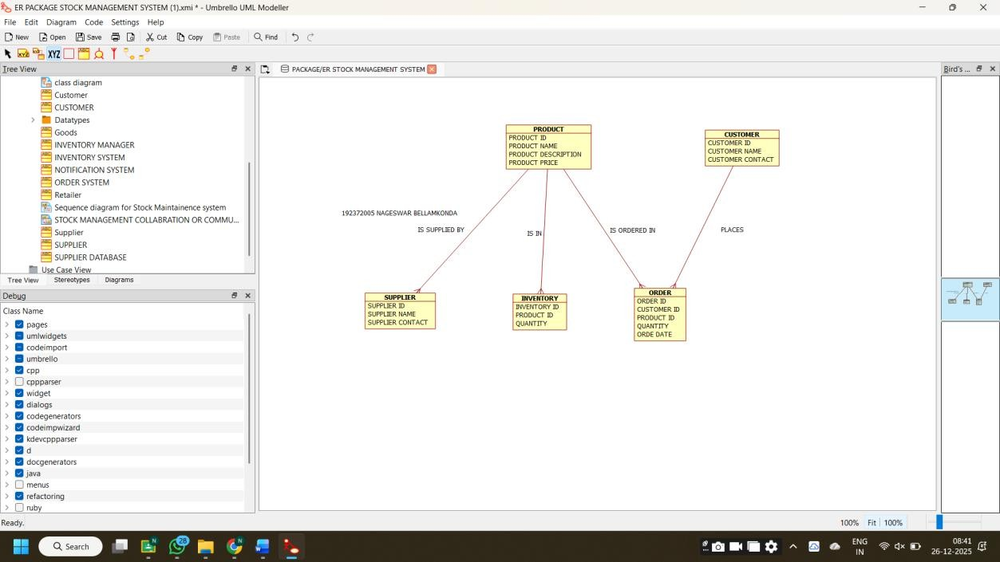 ER PACKAGE STOCK MANAGEMENT SYSTEM (1).xmi * - Umbrello UML Modeller
File Edit Diagram Code Settings Help
New Open Save Cut Copy Paste Find
XYZ XYZ ABC
Tree View
PACKAGE/ER STOCK MANAGEMENT SYSTEM
Bird's ...
class diagram
Customer
CUSTOMER
Datatypes
Goods
INVENTORY MANAGER
INVENTORY SYSTEM
NOTIFICATION SYSTEM
ORDER SYSTEM
Retailer
Sequence diagram for Stock Maintainence system
STOCK MANAGEMENT COLLABRATION OR COMMU...
Supplier
SUPPLIER
SUPPLIER DATABASE
Use Case View
Tree View Stereotypes Diagrams
Debug
Class Name
pages
umlwidgets
codeimport
umbrello
cpp
cppparser
widget
dialogs
codegenerators
codeimpwizard
kdevcppparser
d
docgenerators
java
menus
refactoring
ruby
PRODUCT
PRODUCT ID
PRODUCT NAME
PRODUCT DESCRIPTION
PRODUCT PRICE
CUSTOMER
CUSTOMER ID
CUSTOMER NAME
CUSTOMER CONTACT
192372005 NAGESWAR BELLAMKONDA
IS SUPPLIED BY
IS IN
IS ORDERED IN
PLACES
SUPPLIER
SUPPLIER ID
SUPPLIER NAME
SUPPLIER CONTACT
INVENTORY
INVENTORY ID
PRODUCT ID
QUANTITY
ORDER
ORDER ID
CUSTOMER ID
PRODUCT ID
QUANTITY
ORDE DATE
Ready.
100% Fit 100%
Search
28
ENG
IN
08:41
26-12-2025